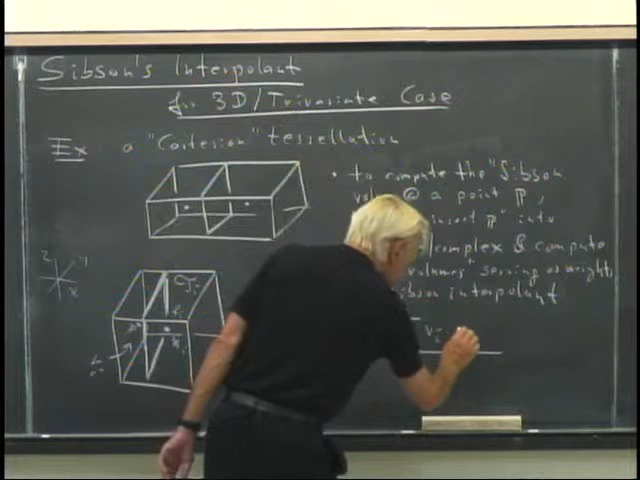 Sibson's Interpolant
for 3D/Trivariate Case
Ex a "Cartesian" tessellation
• to compute the "Sibson
value @ a point P,
insert P" into
complex & compute
volumes" serving as weights
Sibson interpolant
Z Y
X
Vi